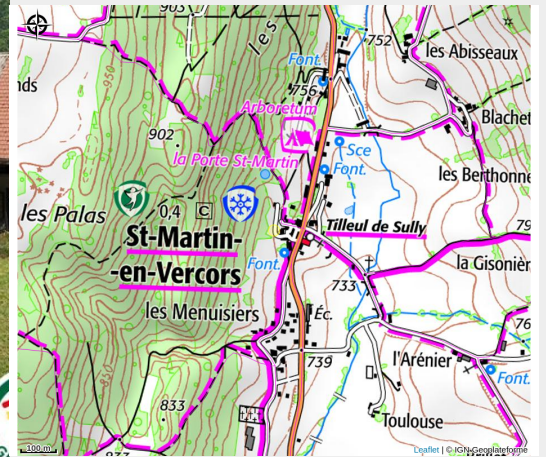 903
752
les
les Abisseaux
Font.
nds
950
756
Arboretum
Blachet
902
Sce
la Porte St-Martin
Font.
les Berthonne
les Palas
0,4 C
Tilleul de Sully
79
St-Martin-
-en-Vercors
Font.
la Gisonièr
733
les Menuisiers
Éc.
76
739
l'Arénier
850
Font.
833
Toulouse
100 m
833
Leaflet | © IGN-Geoplateforme